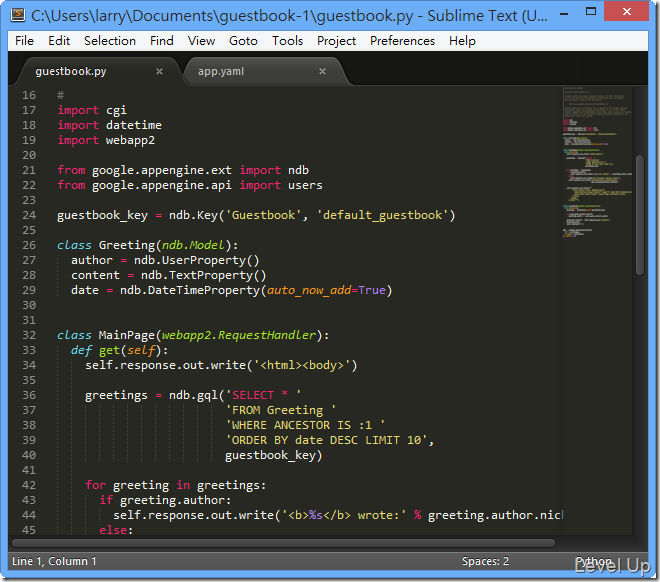 C:\Users\larry\Documents\guestbook-1\guestbook.py - Sublime Text (U...
File Edit Selection Find View Goto Tools Project Preferences Help
guestbook.py × app.yaml ×
16 #
17 import cgi
18 import datetime
19 import webapp2
20
21 from google.appengine.ext import ndb
22 from google.appengine.api import users
23
24 guestbook_key = ndb.Key('Guestbook', 'default_guestbook')
25
26 class Greeting(ndb.Model):
27   author = ndb.UserProperty()
28   content = ndb.TextProperty()
29   date = ndb.DateTimeProperty(auto_now_add=True)
30
31
32 class MainPage(webapp2.RequestHandler):
33   def get(self):
34     self.response.out.write('<html><body>')
35
36     greetings = ndb.gql('SELECT * '
37                         'FROM Greeting '
38                         'WHERE ANCESTOR IS :1 '
39                         'ORDER BY date DESC LIMIT 10',
40                         guestbook_key)
41
42     for greeting in greetings:
43       if greeting.author:
44         self.response.out.write('<b>%s</b> wrote:' % greeting.author.nick
45       else:
Line 1, Column 1 Spaces: 2 Python
Level Up